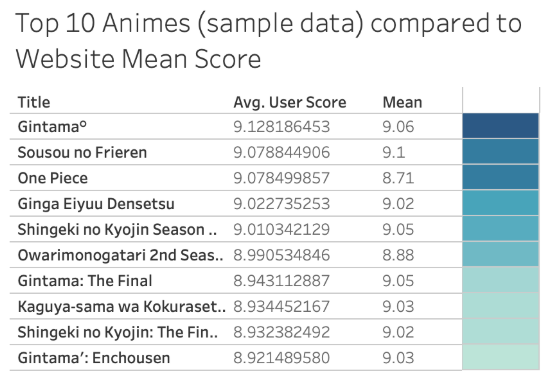 Top 10 Animes (sample data) compared to
Website Mean Score
Title Avg. User Score Mean
Gintama° 9.128186453 9.06
Sousou no Frieren 9.078844906 9.1
One Piece 9.078499857 8.71
Ginga Eiyuu Densetsu 9.022735253 9.02
Shingeki no Kyojin Season .. 9.010342129 9.05
Owarimonogatari 2nd Seas.. 8.990534846 8.88
Gintama: The Final 8.943112887 9.05
Kaguya-sama wa Kokuraset.. 8.934452167 9.03
Shingeki no Kyojin: The Fin.. 8.932382492 9.02
Gintama': Enchousen 8.921489580 9.03